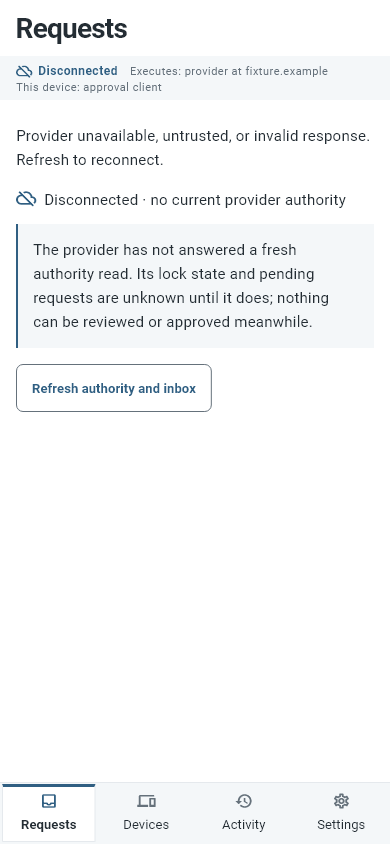 Requests
Disconnected Executes: provider at fixture.example
This device: approval client
Provider unavailable, untrusted, or invalid response.
Refresh to reconnect.
Disconnected · no current provider authority
The provider has not answered a fresh
authority read. Its lock state and pending
requests are unknown until it does; nothing
can be reviewed or approved meanwhile.
Refresh authority and inbox
Requests Devices Activity Settings